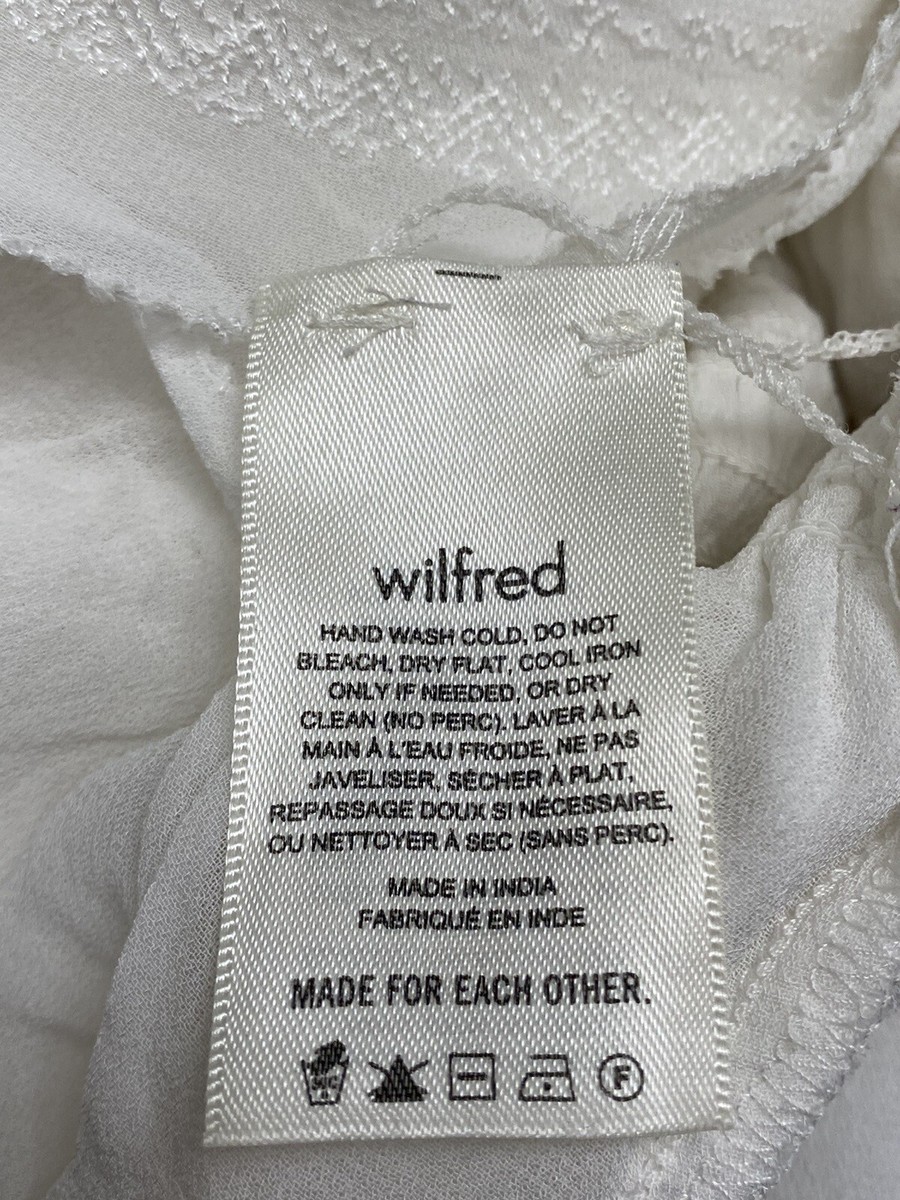 wilfred
HAND WASH COLD, DO NOT
BLEACH, DRY FLAT, COOL IRON
ONLY IF NEEDED, OR DRY
CLEAN (NO PERC). LAVER À LA
MAIN À L'EAU FROIDE, NE PAS
JAVELISER, SÉCHER À PLAT,
REPASSAGE DOUX SI NÉCESSAIRE,
OU NETTOYER À SEC (SANS PERC).
MADE IN INDIA
FABRIQUÉ EN INDE
MADE FOR EACH OTHER.
F